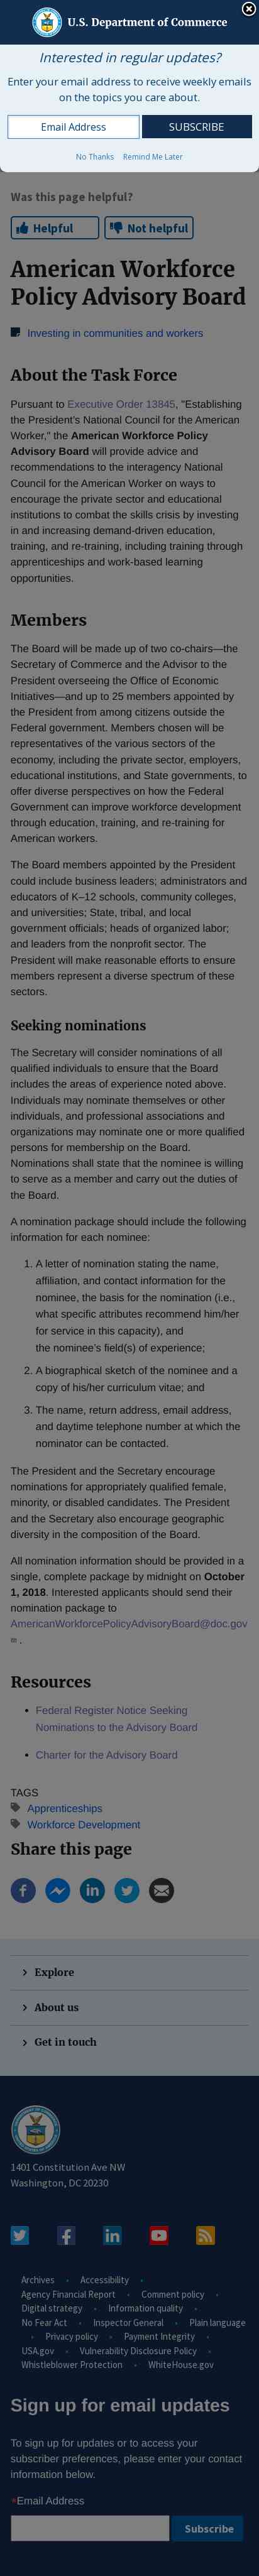 U.S. Department of Commerce
Interested in regular updates?
Enter your email address to receive weekly emails
on the topics you care about.
Email Address SUBSCRIBE
No Thanks Remind Me Later
Was this page helpful?
Helpful Not helpful
American Workforce
Policy Advisory Board
Investing in communities and workers
About the Task Force
Pursuant to Executive Order 13845, "Establishing
the President's National Council for the American
Worker," the American Workforce Policy
Advisory Board will provide advice and
recommendations to the interagency National
Council for the American Worker on ways to
encourage the private sector and educational
institutions to combat the skills crisis by investing
in and increasing demand-driven education,
training, and re-training, including training through
apprenticeships and work-based learning
opportunities.
Members
The Board will be made up of two co-chairs—the
Secretary of Commerce and the Advisor to the
President overseeing the Office of Economic
Initiatives—and up to 25 members appointed by
the President from among citizens outside the
Federal government. Members chosen will be
representatives of the various sectors of the
economy, including the private sector, employers,
educational institutions, and State governments, to
offer diverse perspectives on how the Federal
Government can improve workforce development
through education, training, and re-training for
American workers.
The Board members appointed by the President
could include business leaders; administrators and
educators of K–12 schools, community colleges,
and universities; State, tribal, and local
government officials; heads of organized labor;
and leaders from the nonprofit sector. The
President will make reasonable efforts to ensure
members represent a diverse spectrum of these
sectors.
Seeking nominations
The Secretary will consider nominations of all
qualified individuals to ensure that the Board
includes the areas of experience noted above.
Individuals may nominate themselves or other
individuals, and professional associations and
organizations may nominate one or more qualified
persons for membership on the Board.
Nominations shall state that the nominee is willing
to serve as a member and carry out the duties of
the Board.
A nomination package should include the following
information for each nominee:
1. A letter of nomination stating the name,
affiliation, and contact information for the
nominee, the basis for the nomination (i.e.,
what specific attributes recommend him/her
for service in this capacity), and
the nominee's field(s) of experience;
2. A biographical sketch of the nominee and a
copy of his/her curriculum vitae; and
3. The name, return address, email address,
and daytime telephone number at which the
nominator can be contacted.
The President and the Secretary encourage
nominations for appropriately qualified female,
minority, or disabled candidates. The President
and the Secretary also encourage geographic
diversity in the composition of the Board.
All nomination information should be provided in a
single, complete package by midnight on October
1, 2018. Interested applicants should send their
nomination package to
AmericanWorkforcePolicyAdvisoryBoard@doc.gov
.
Resources
• Federal Register Notice Seeking
Nominations to the Advisory Board
• Charter for the Advisory Board
TAGS
Apprenticeships
Workforce Development
Share this page
Explore
About us
Get in touch
1401 Constitution Ave NW
Washington, DC 20230
Archives • Accessibility •
Agency Financial Report • Comment policy •
Digital strategy • Information quality •
No Fear Act • Inspector General • Plain language
• Privacy policy • Payment Integrity •
USA.gov • Vulnerability Disclosure Policy •
Whistleblower Protection • WhiteHouse.gov
Sign up for email updates
To sign up for updates or to access your
subscriber preferences, please enter your contact
information below.
*Email Address
Subscribe